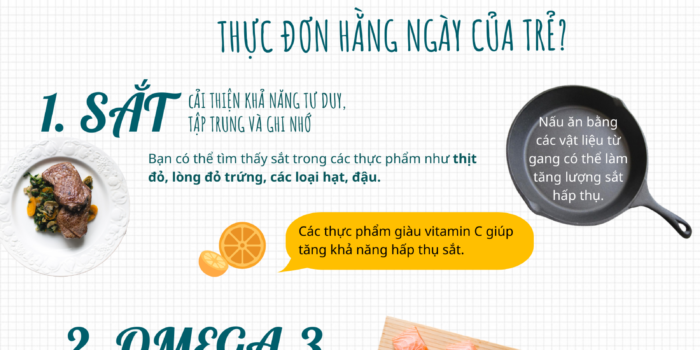 THỰC ĐƠN HẰNG NGÀY CỦA TRẺ?
1. SẮT
CẢI THIỆN KHẢ NĂNG TƯ DUY,
TẬP TRUNG VÀ GHI NHỚ
Bạn có thể tìm thấy sắt trong các thực phẩm như thịt
đỏ, lòng đỏ trứng, các loại hạt, đậu.
Nấu ăn bằng
các vật liệu từ
gang có thể làm
tăng lượng sắt
hấp thụ.
Các thực phẩm giàu vitamin C giúp
tăng khả năng hấp thụ sắt.
2. OMEGA 3